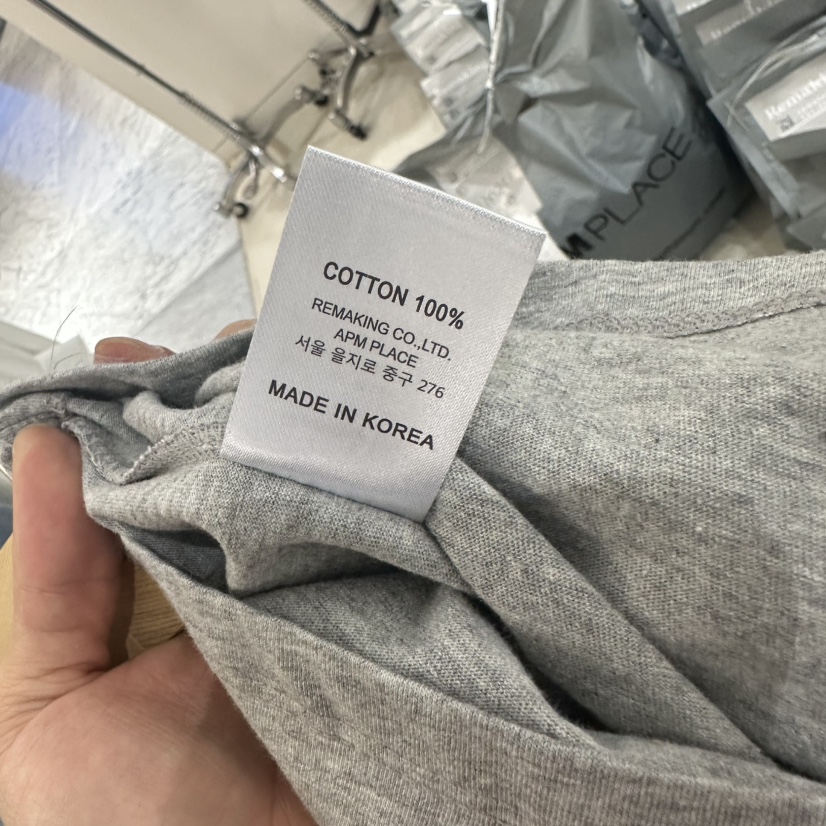 COTTON 100%
REMAKING CO.,LTD.
APM PLACE
서울 을지로 중구 276
MADE IN KOREA
M PLACE
Remakin